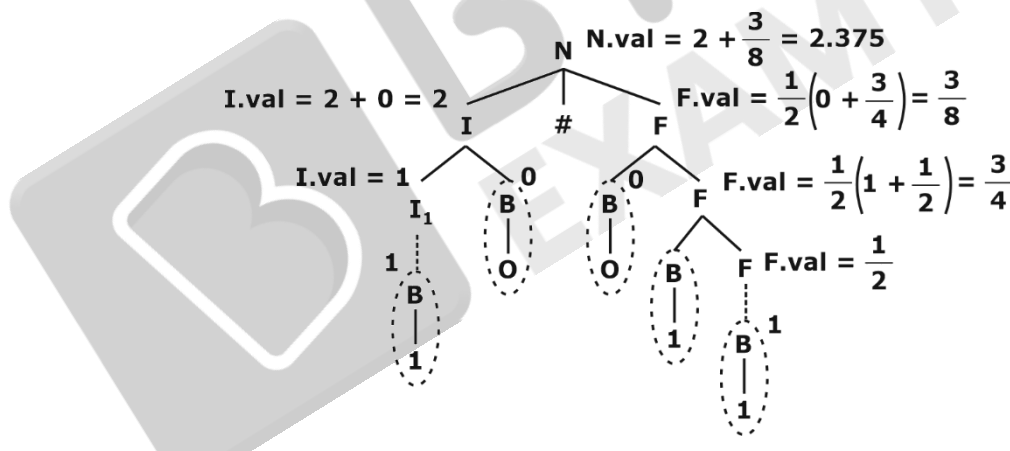 N N.val = 2 + 3/8 = 2.375
I.val = 2 + 0 = 2 F.val = 1/2(0 + 3/4) = 3/8
I # F
I.val = 1 0 0 F.val = 1/2(1 + 1/2) = 3/4
I₁ B B F
O O B F F.val = 1/2
1 B 1 1
1 B
1
EXAM